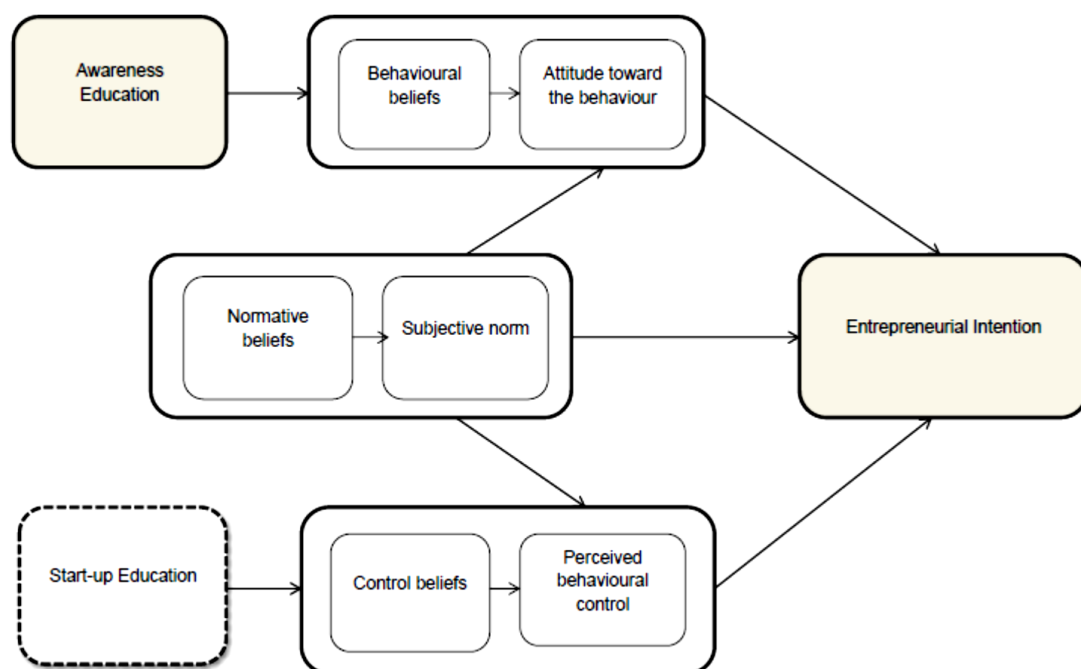 Awareness
Education
Behavioural
beliefs
Attitude toward
the behaviour
Normative
beliefs
Subjective norm
Entrepreneurial Intention
Start-up Education
Control beliefs
Perceived
behavioural
control